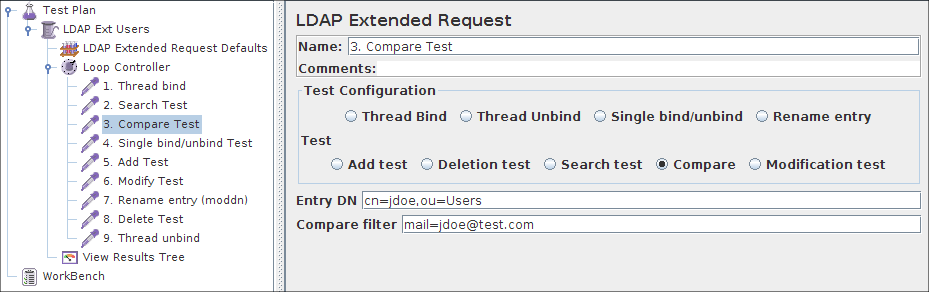 Test Plan
LDAP Ext Users
LDAP Extended Request Defaults
Loop Controller
1. Thread bind
2. Search Test
3. Compare Test
4. Single bind/unbind Test
5. Add Test
6. Modify Test
7. Rename entry (moddn)
8. Delete Test
9. Thread unbind
View Results Tree
WorkBench
LDAP Extended Request
Name: 3. Compare Test
Comments:
Test Configuration
Thread Bind Thread Unbind Single bind/unbind Rename entry
Test
Add test Deletion test Search test Compare Modification test
Entry DN cn=jdoe,ou=Users
Compare filter mail=jdoe@test.com